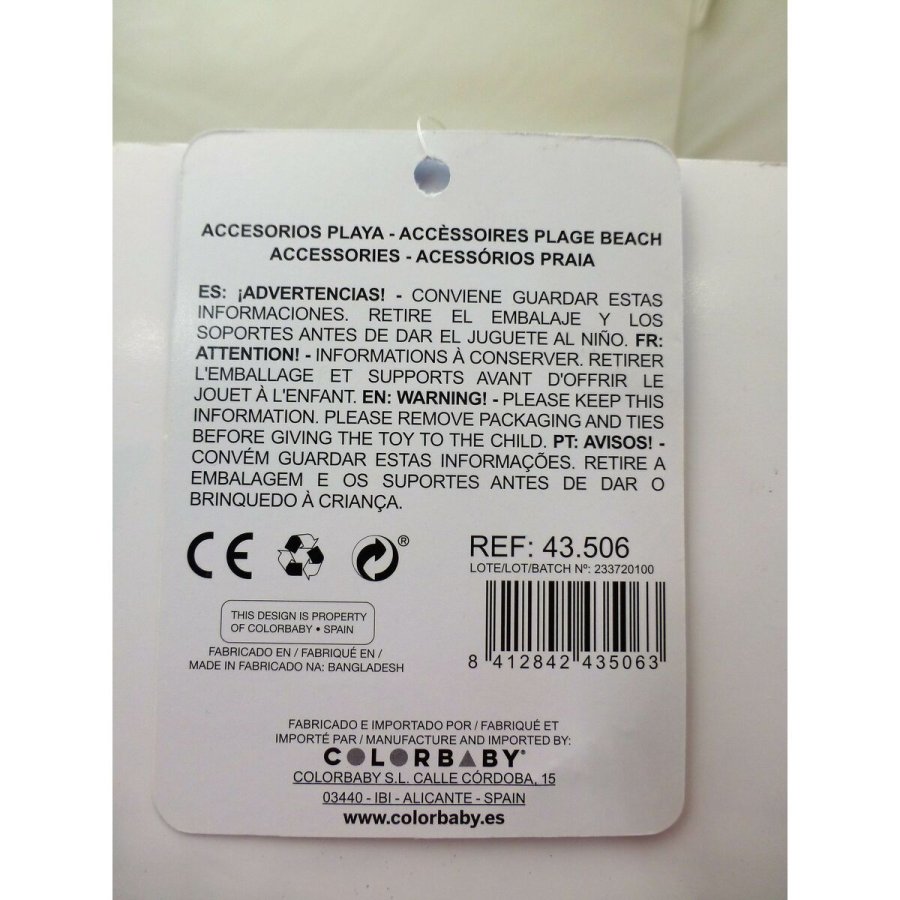 ACCESORIOS PLAYA - ACCÈSSOIRES PLAGE BEACH
ACCESSORIES - ACESSÓRIOS PRAIA
ES: ¡ADVERTENCIAS! - CONVIENE GUARDAR ESTAS
INFORMACIONES. RETIRE EL EMBALAJE Y LOS
SOPORTES ANTES DE DAR EL JUGUETE AL NIÑO. FR:
ATTENTION! - INFORMATIONS À CONSERVER. RETIRER
L'EMBALLAGE ET SUPPORTS AVANT D'OFFRIR LE
JOUET À L'ENFANT. EN: WARNING! - PLEASE KEEP THIS
INFORMATION. PLEASE REMOVE PACKAGING AND TIES
BEFORE GIVING THE TOY TO THE CHILD. PT: AVISOS! -
CONVÉM GUARDAR ESTAS INFORMAÇÕES. RETIRE A
EMBALAGEM E OS SUPORTES ANTES DE DAR O
BRINQUEDO À CRIANÇA.
CE ®
REF: 43.506
LOTE/LOT/BATCH Nº: 233720100
8 412842 435063
THIS DESIGN IS PROPERTY
OF COLORBABY • SPAIN
FABRICADO EN / FABRIQUÉ EN /
MADE IN FABRICADO NA: BANGLADESH
FABRICADO E IMPORTADO POR / FABRIQUÉ ET
IMPORTÉ PAR / MANUFACTURE AND IMPORTED BY:
COLORBABY®
COLORBABY S.L. CALLE CÓRDOBA, 15
03440 - IBI - ALICANTE - SPAIN
www.colorbaby.es